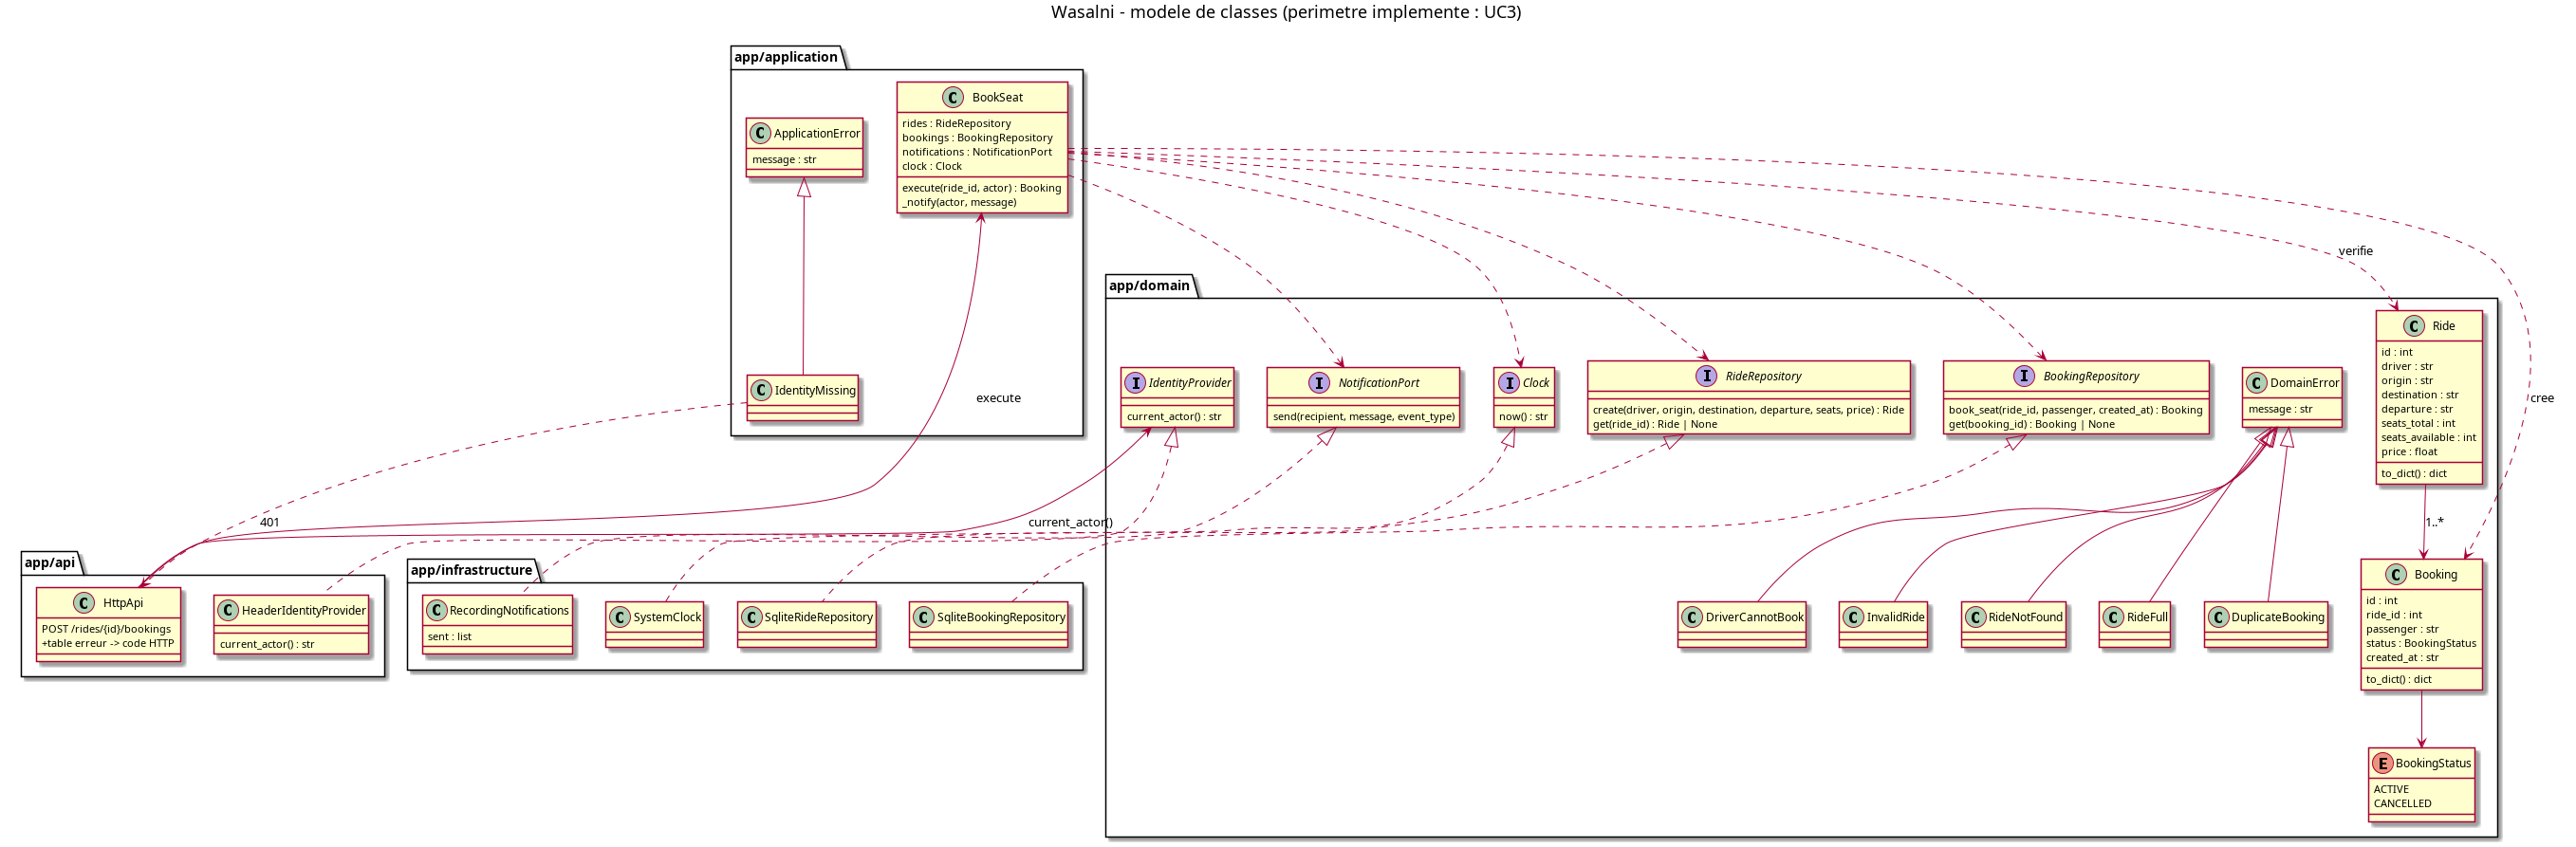 Wasalni - modele de classes (perimetre implemente : UC3)
app/application
BookSeat
rides : RideRepository
bookings : BookingRepository
notifications : NotificationPort
clock : Clock
execute(ride_id, actor) : Booking
_notify(actor, message)
ApplicationError
message : str
IdentityMissing
execute
verifie
cree
app/domain
IdentityProvider
current_actor() : str
NotificationPort
send(recipient, message, event_type)
Clock
now() : str
RideRepository
create(driver, origin, destination, departure, seats, price) : Ride
get(ride_id) : Ride | None
BookingRepository
book_seat(ride_id, passenger, created_at) : Booking
get(booking_id) : Booking | None
DomainError
message : str
Ride
id : int
driver : str
origin : str
destination : str
departure : str
seats_total : int
seats_available : int
price : float
to_dict() : dict
401
current_actor()
1..*
app/api
HttpApi
POST /rides/{id}/bookings
+table erreur -> code HTTP
HeaderIdentityProvider
current_actor() : str
app/infrastructure
RecordingNotifications
sent : list
SystemClock
SqliteRideRepository
SqliteBookingRepository
DriverCannotBook
InvalidRide
RideNotFound
RideFull
DuplicateBooking
Booking
id : int
ride_id : int
passenger : str
status : BookingStatus
created_at : str
to_dict() : dict
BookingStatus
ACTIVE
CANCELLED